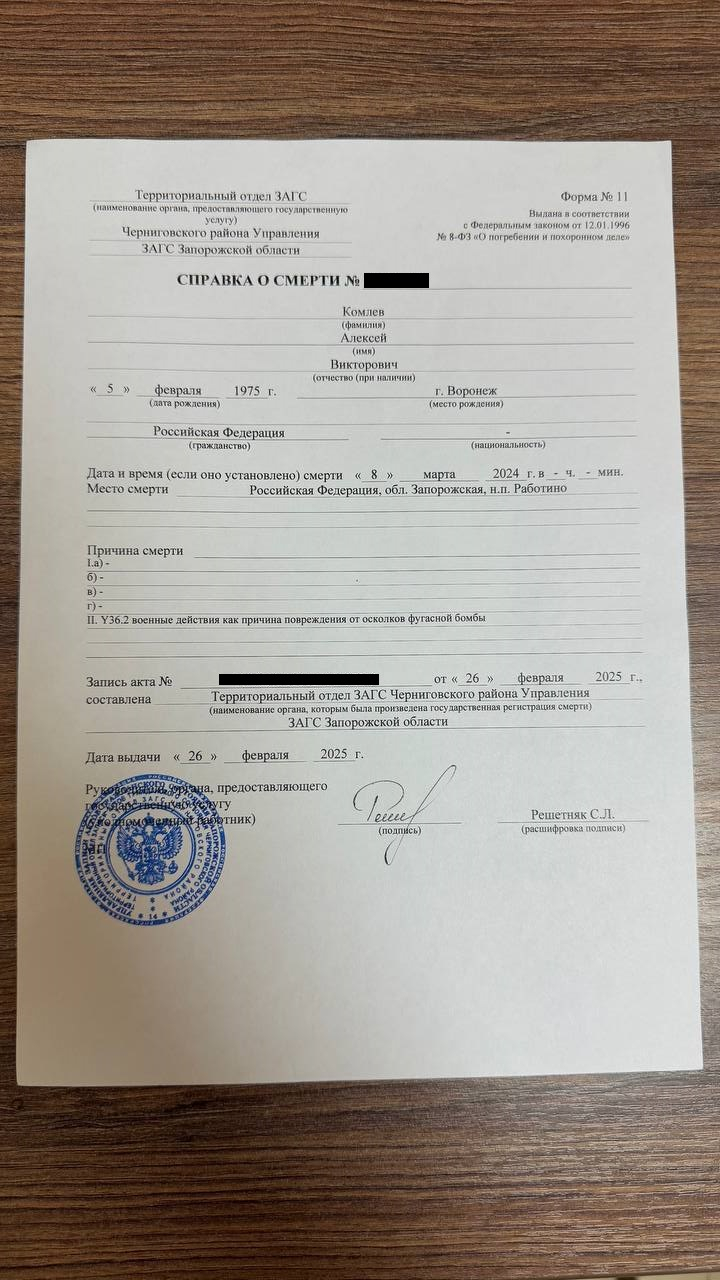 Территориальный отдел ЗАГС
(наименование органа, предоставляющего государственную
услугу)
Черниговского района Управления
ЗАГС Запорожской области
Форма № 11
Выдана в соответствии
с Федеральным законом от 12.01.1996
№ 8-ФЗ «О погребении и похоронном деле»
СПРАВКА О СМЕРТИ №
Комлев
(фамилия)
Алексей
(имя)
Викторович
(отчество (при наличии)
« 5 » февраля 1975 г. г. Воронеж
(дата рождения) (место рождения)
Российская Федерация -
(гражданство) (национальность)
Дата и время (если оно установлено) смерти « 8 » марта 2024 г. в - ч. - мин.
Место смерти Российская Федерация, обл. Запорожская, н.п. Работино
Причина смерти
I.а) -
б) -
в) -
г) -
II. Y36.2 военные действия как причина повреждения от осколков фугасной бомбы
Запись акта № от « 26 » февраля 2025 г.,
составлена Территориальный отдел ЗАГС Черниговского района Управления
(наименование органа, которым была произведена государственная регистрация смерти)
ЗАГС Запорожской области
Дата выдачи « 26 » февраля 2025 г.
Руководитель органа, предоставляющего
государственную услугу
(уполномоченный работник)
Решетняк С.Л.
(подпись) (расшифровка подписи)